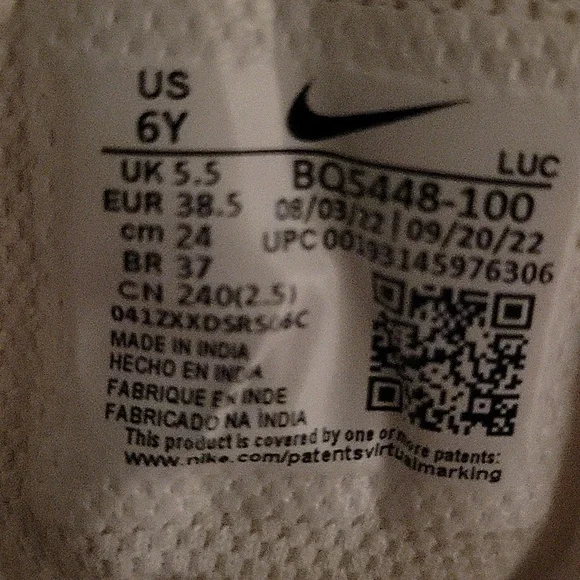 US
6Y
LUC
UK 5.5
BQ5448-100
EUR 38.5
08/03/22 | 09/20/22
cm 24
UPC 00193145976306
BR 37
CN 240(2.5)
MADE IN INDIA
HECHO EN INDIA
FABRIQUE EN INDE
FABRICADO NA ÍNDIA
This product is covered by one or more patents:
www.nike.com/patentsvirtualmarking